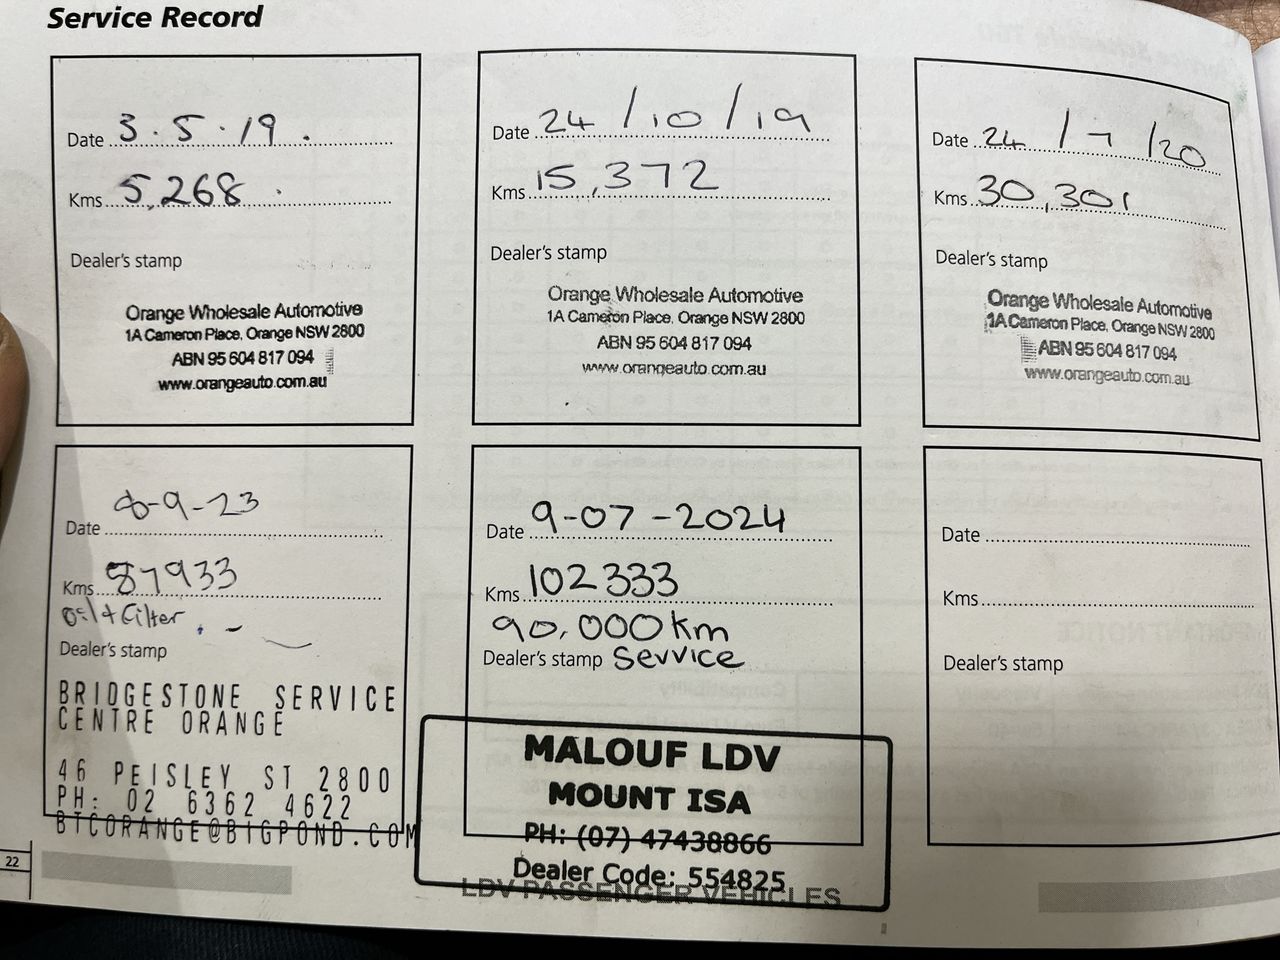 Service Record
Date 3.5.19.
Kms 5,268
Dealer's stamp
Orange Wholesale Automotive
1A Cameron Place, Orange NSW 2800
ABN 95 604 817 094
www.orangeauto.com.au
Date 24/10/19
Kms 15,372
Dealer's stamp
Orange Wholesale Automotive
1A Cameron Place, Orange NSW 2800
ABN 95 604 817 094
www.orangeauto.com.au
Date 24/7/20
Kms 30,301
Dealer's stamp
Orange Wholesale Automotive
1A Cameron Place, Orange NSW 2800
ABN 95 604 817 094
www.orangeauto.com.au
Date 8-9-23
Kms 87933
oil+Filter
Dealer's stamp
BRIDGESTONE SERVICE
CENTRE ORANGE
46 PEISLEY ST 2800
PH: 02 6362 4622
BTCORANGE@BIGPOND.COM
Date 9-07-2024
Kms 102333
90,000km
Dealer's stamp Service
MALOUF LDV
MOUNT ISA
PH: (07) 47438866
Dealer Code: 554825
Date
Kms
Dealer's stamp
22
LDV PASSENGER VEHICLES